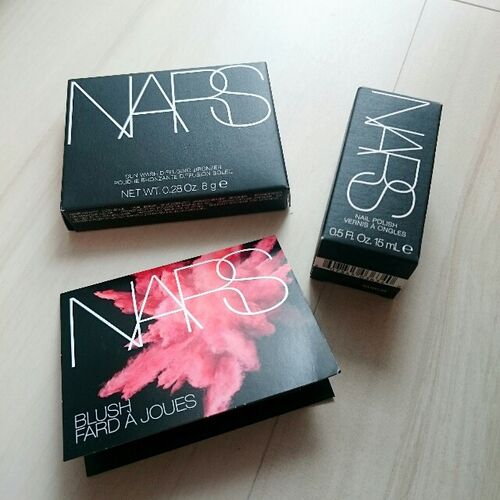 NARS
SUN WASH DIFFUSING BRONZER
POUDRE BRONZANTE DIFFUSION SOLEIL
NET WT. 0.28 Oz. 8 g e
NARS
NAIL POLISH
VERNIS À ONGLES
0.5 Fl. Oz. 15 mL e
NARS
BLUSH
FARD À JOUES